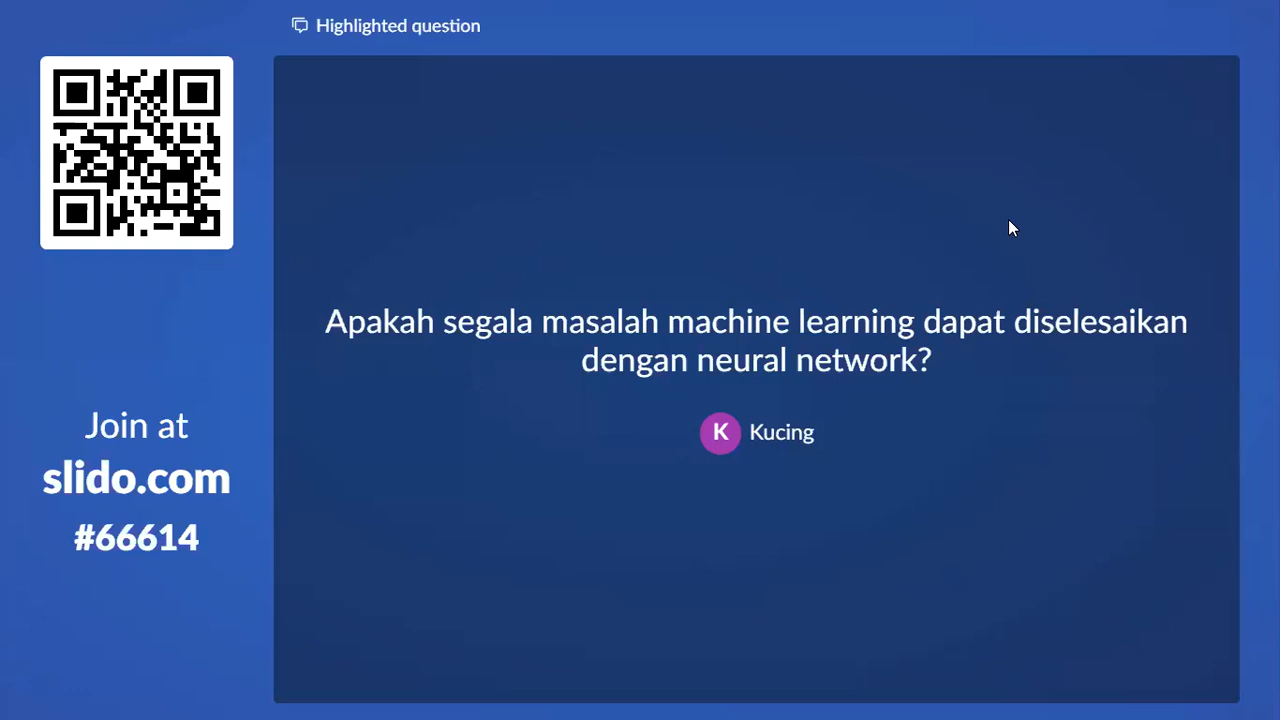 Highlighted question
Apakah segala masalah machine learning dapat diselesaikan
dengan neural network?
K Kucing
Join at
slido.com
#66614